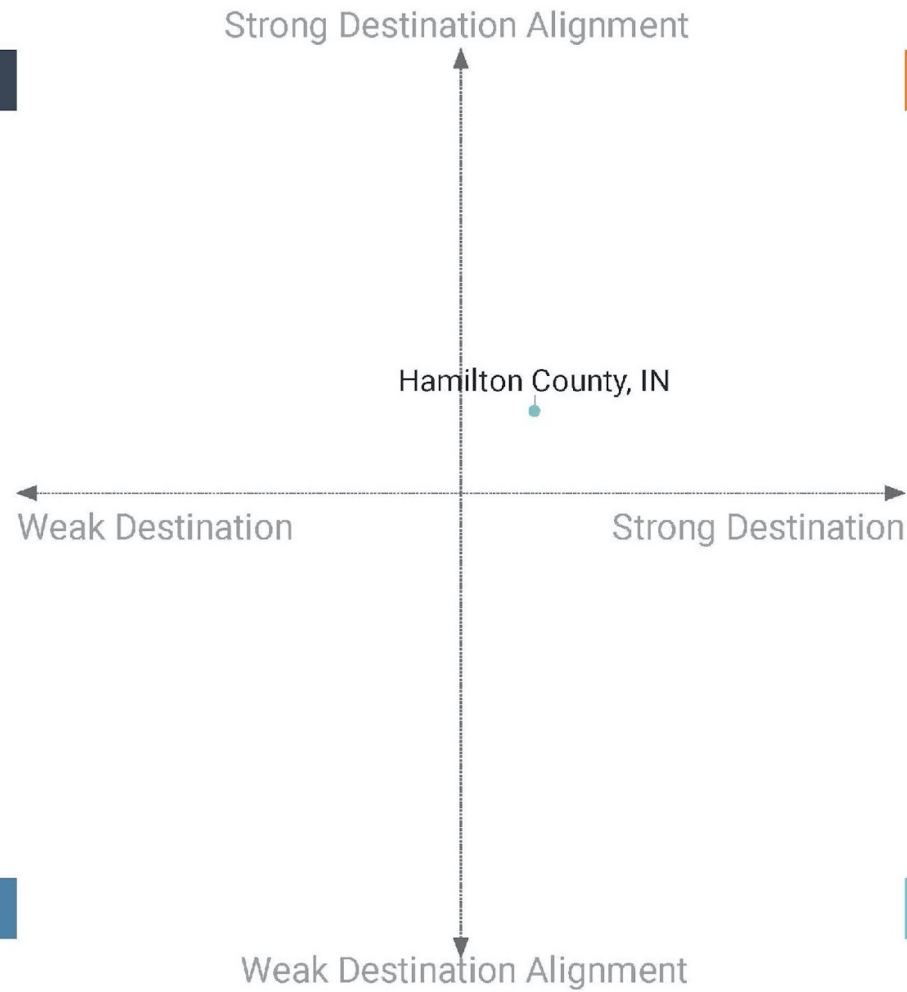 Strong Destination Alignment
Hamilton County, IN
Weak Destination
Strong Destination
Weak Destination Alignment